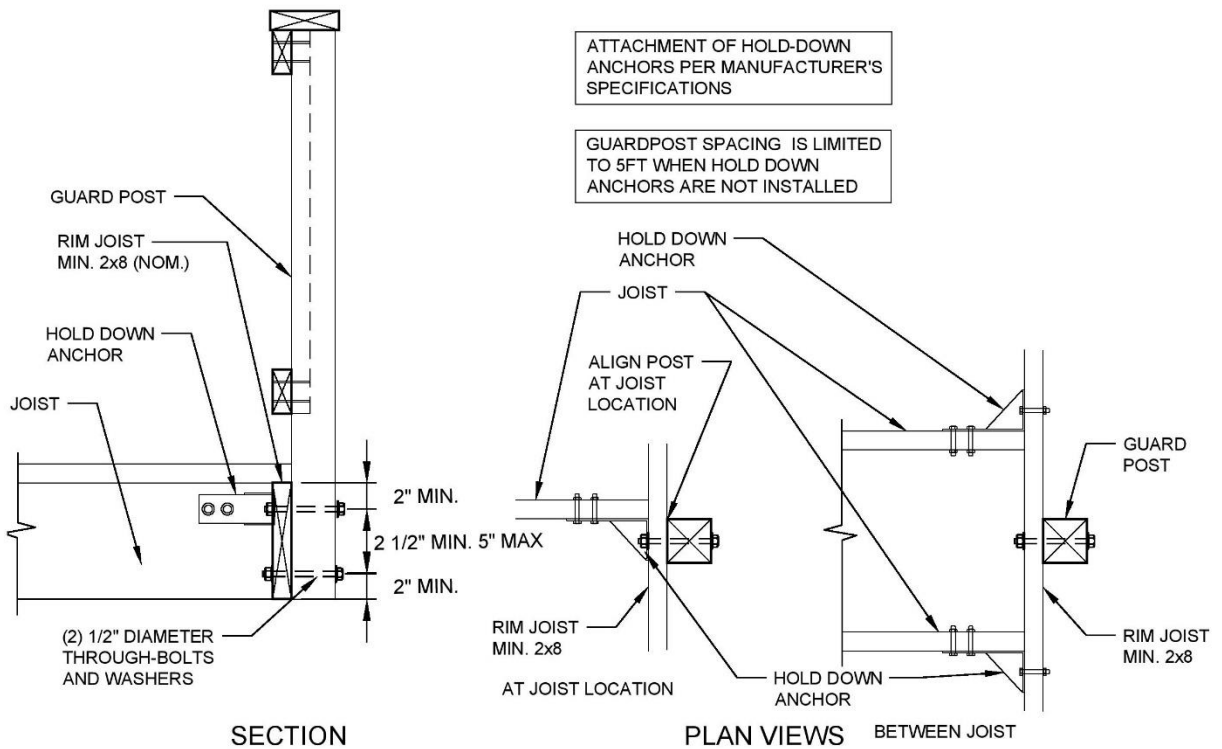 ATTACHMENT OF HOLD-DOWN
ANCHORS PER MANUFACTURER'S
SPECIFICATIONS
GUARDPOST SPACING IS LIMITED
TO 5FT WHEN HOLD DOWN
ANCHORS ARE NOT INSTALLED
GUARD POST
RIM JOIST
MIN. 2x8 (NOM.)
HOLD DOWN
ANCHOR
JOIST
2" MIN.
2 1/2" MIN. 5" MAX
2" MIN.
(2) 1/2" DIAMETER
THROUGH-BOLTS
AND WASHERS
SECTION
HOLD DOWN
ANCHOR
JOIST
ALIGN POST
AT JOIST
LOCATION
GUARD
POST
RIM JOIST
MIN. 2x8
RIM JOIST
MIN. 2x8
HOLD DOWN
ANCHOR
AT JOIST LOCATION
PLAN VIEWS
BETWEEN JOIST